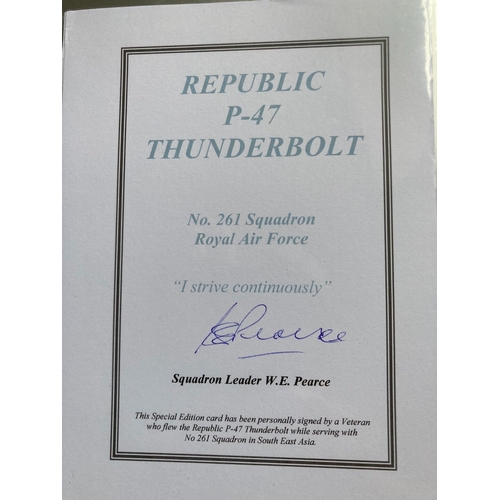 REPUBLIC
P-47
THUNDERBOLT
No. 261 Squadron
Royal Air Force
"I strive continuously"
Pearce
Squadron Leader W.E. Pearce
This Special Edition card has been personally signed by a Veteran
who flew the Republic P-47 Thunderbolt while serving with
No 261 Squadron in South East Asia.